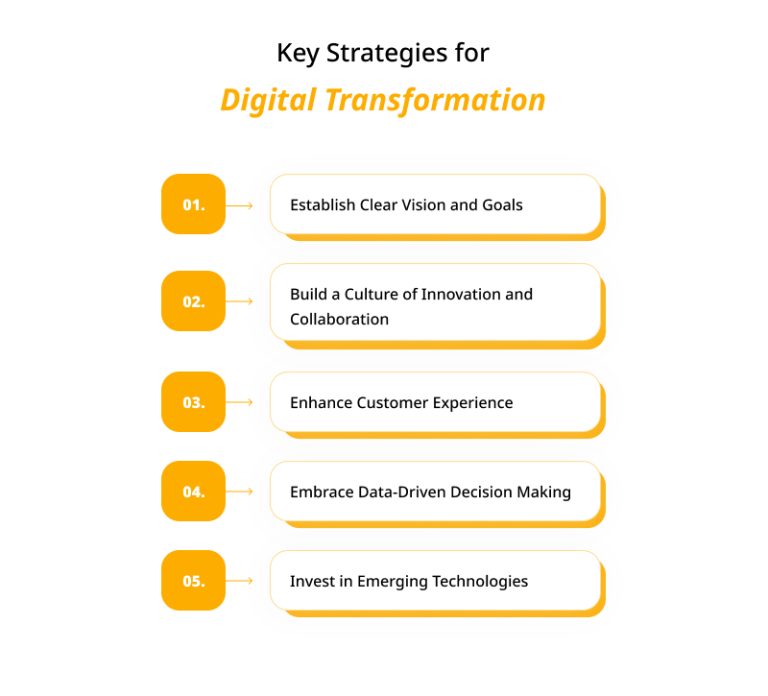 Key Strategies for
Digital Transformation
01.
Establish Clear Vision and Goals
02.
Build a Culture of Innovation and
Collaboration
03.
Enhance Customer Experience
04.
Embrace Data-Driven Decision Making
05.
Invest in Emerging Technologies